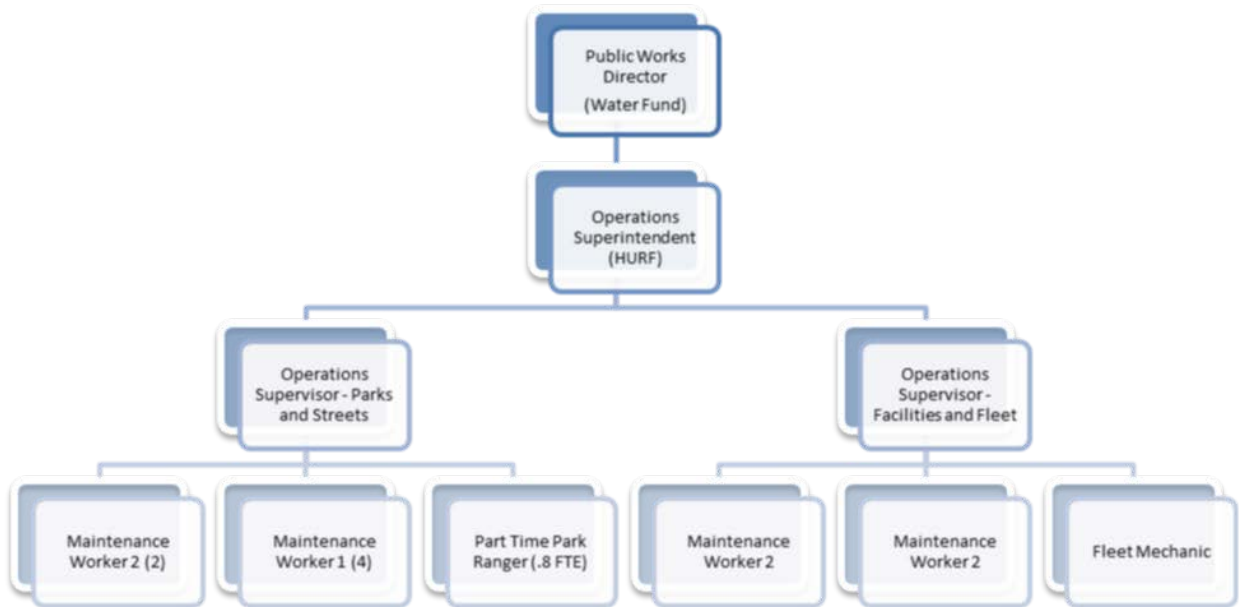 Public Works
Director
(Water Fund)
Operations
Superintendent
(HURF)
Operations
Supervisor - Parks
and Streets
Operations
Supervisor -
Facilities and Fleet
Maintenance
Worker 2 (2)
Maintenance
Worker 1 (4)
Part Time Park
Ranger (.8 FTE)
Maintenance
Worker 2
Maintenance
Worker 2
Fleet Mechanic